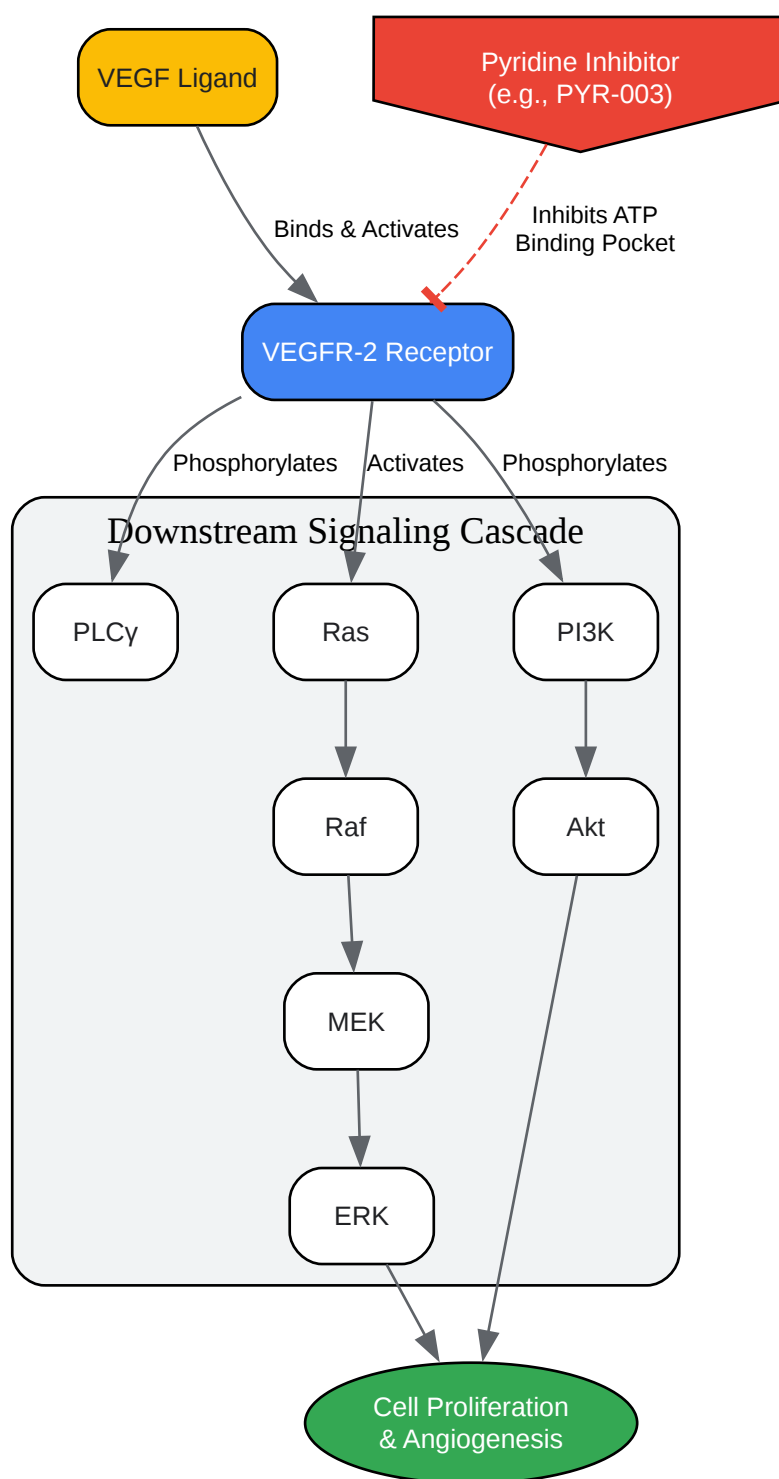 VEGF Ligand
Pyridine Inhibitor
(e.g., PYR-003)
Binds & Activates
Inhibits ATP
Binding Pocket
VEGFR-2 Receptor
Phosphorylates
Activates
Phosphorylates
Downstream Signaling Cascade
PLCγ
Ras
PI3K
Raf
Akt
MEK
ERK
Cell Proliferation
& Angiogenesis